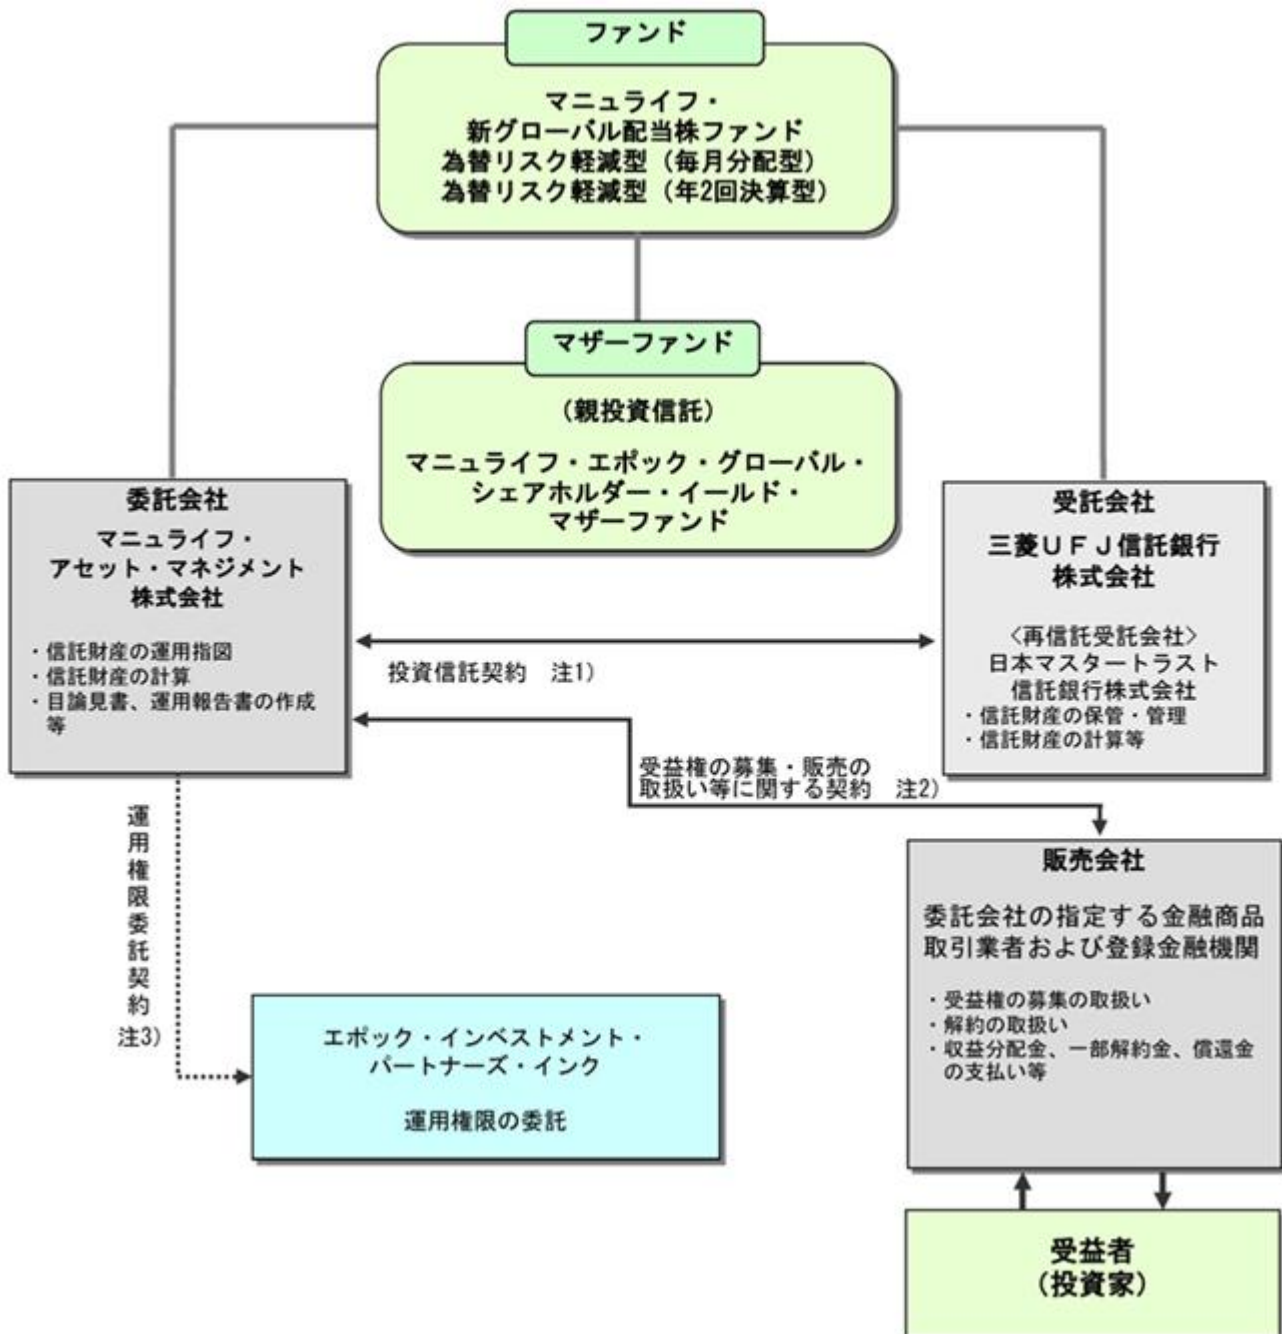 ファンド
マニュライフ・
新グローバル配当株ファンド
為替リスク軽減型（毎月分配型）
為替リスク軽減型（年2回決算型）
マザーファンド
（親投資信託）
マニュライフ・エポック・グローバル・
シェアホルダー・イールド・
マザーファンド
委託会社
マニュライフ・
アセット・マネジメント
株式会社
・信託財産の運用指図
・信託財産の計算
・目論見書、運用報告書の作成
等
受託会社
三菱ＵＦＪ信託銀行
株式会社
〈再信託受託会社〉
日本マスタートラスト
信託銀行株式会社
・信託財産の保管・管理
・信託財産の計算等
投資信託契約　注1）
受益権の募集・販売の
取扱い等に関する契約　注2）
運用権限委託契約
注3）
エポック・インベストメント・
パートナーズ・インク
運用権限の委託
販売会社
委託会社の指定する金融商品
取引業者および登録金融機関
・受益権の募集の取扱い
・解約の取扱い
・収益分配金、一部解約金、償還金
の支払い等
受益者
（投資家）